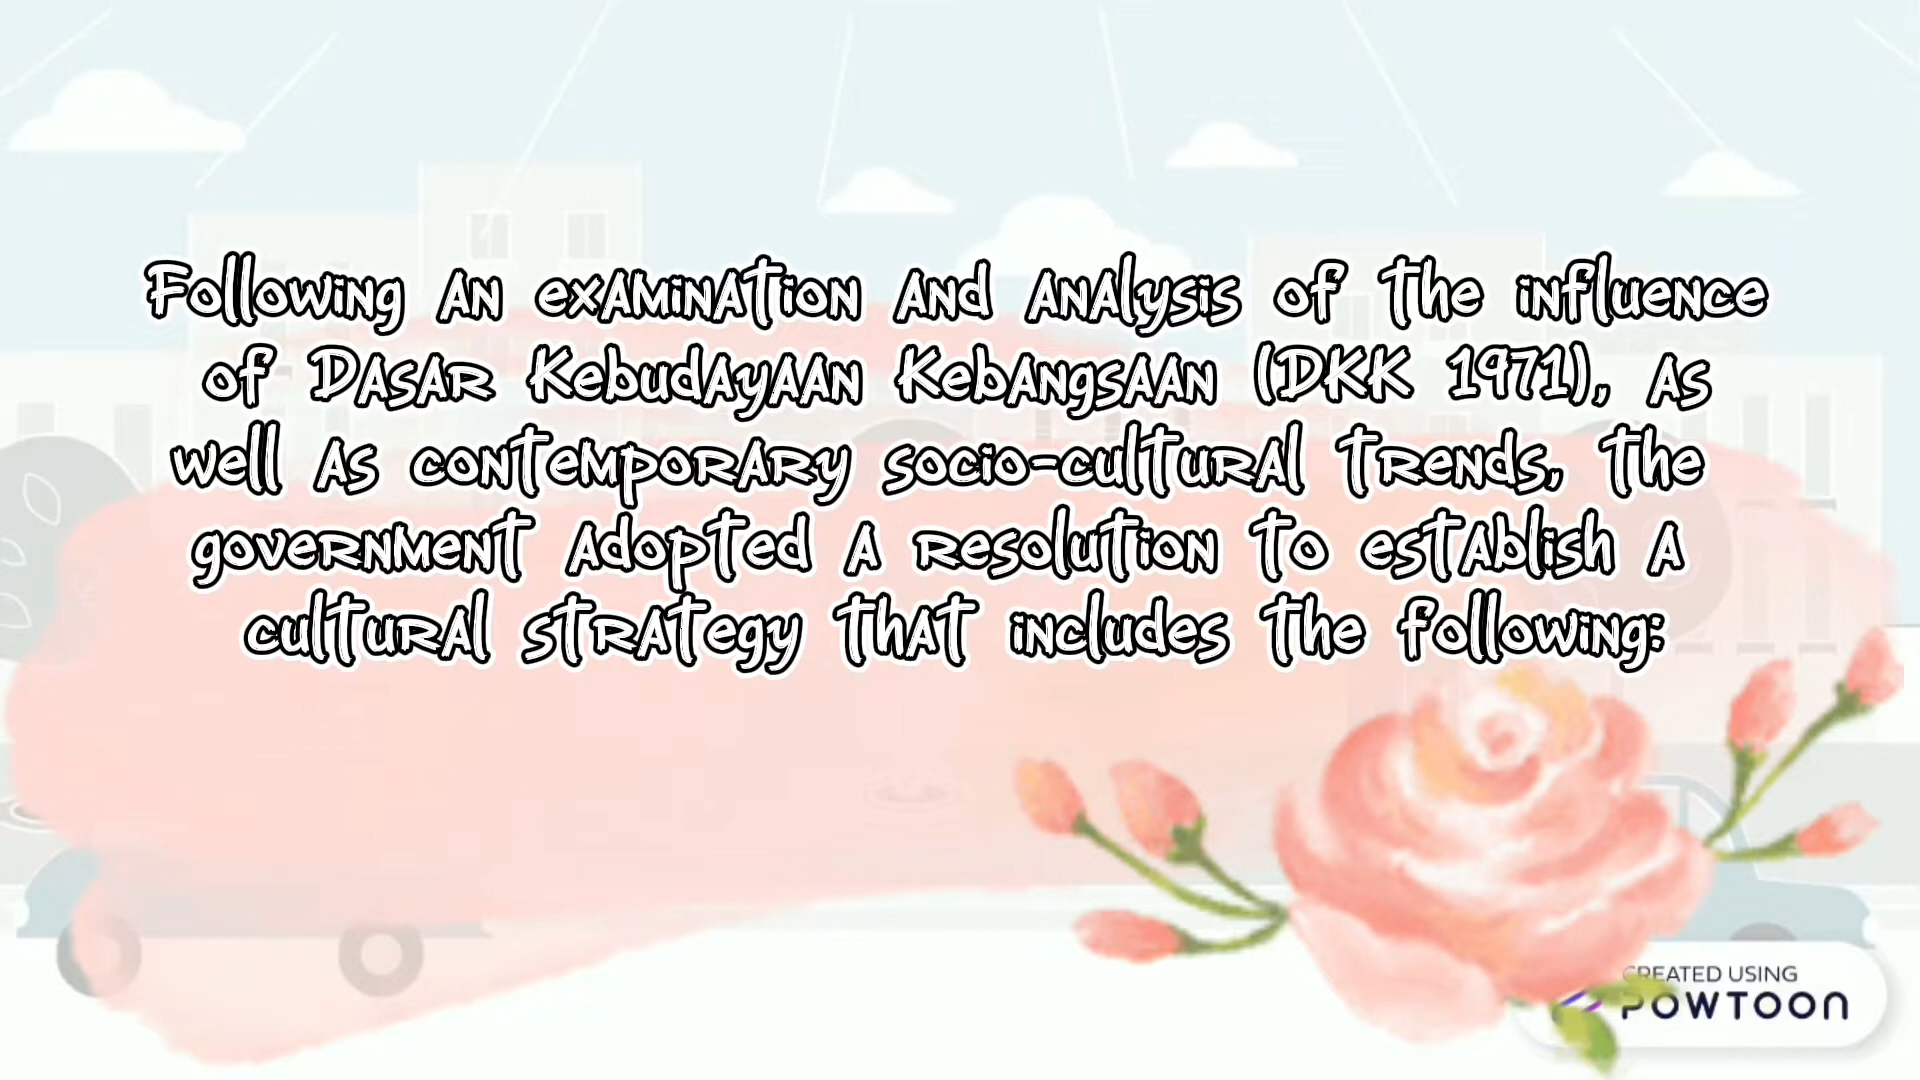 Following an examination and analysis of the influence
of Dasar Kebudayaan Kebangsaan (DKK 1971), as
well as contemporary socio-cultural trends, the
government adopted a resolution to establish a
cultural strategy that includes the following:
CREATED USING
POWTOON